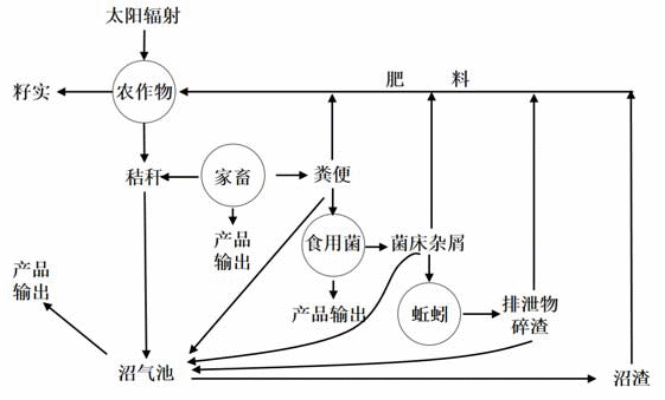 太阳辐射
籽实
农作物
肥 料
秸秆
家畜
粪便
产品
输出
食用菌
菌床杂屑
产品
输出
产品输出
蚯蚓
排泄物
碎渣
沼气池
沼渣